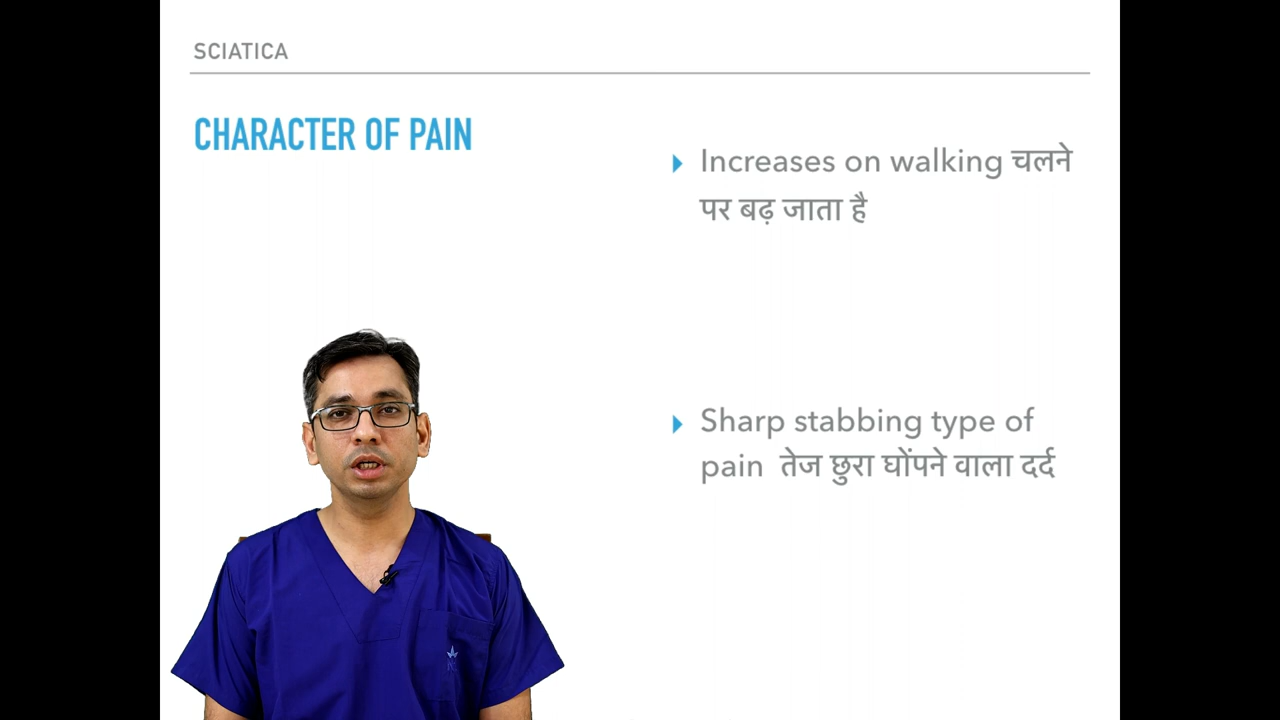 SCIATICA
CHARACTER OF PAIN
Increases on walking चलने
पर बढ़ जाता है
Sharp stabbing type of
pain तेज छुरा घोंपने वाला दर्द